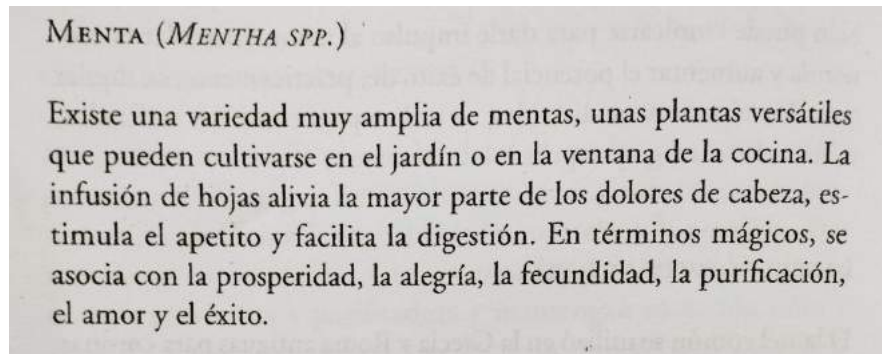 MENTA (MENTHA SPP.)
Existe una variedad muy amplia de mentas, unas plantas versátiles
que pueden cultivarse en el jardín o en la ventana de la cocina. La
infusión de hojas alivia la mayor parte de los dolores de cabeza, es-
timula el apetito y facilita la digestión. En términos mágicos, se
asocia con la prosperidad, la alegría, la fecundidad, la purificación,
el amor y el éxito.